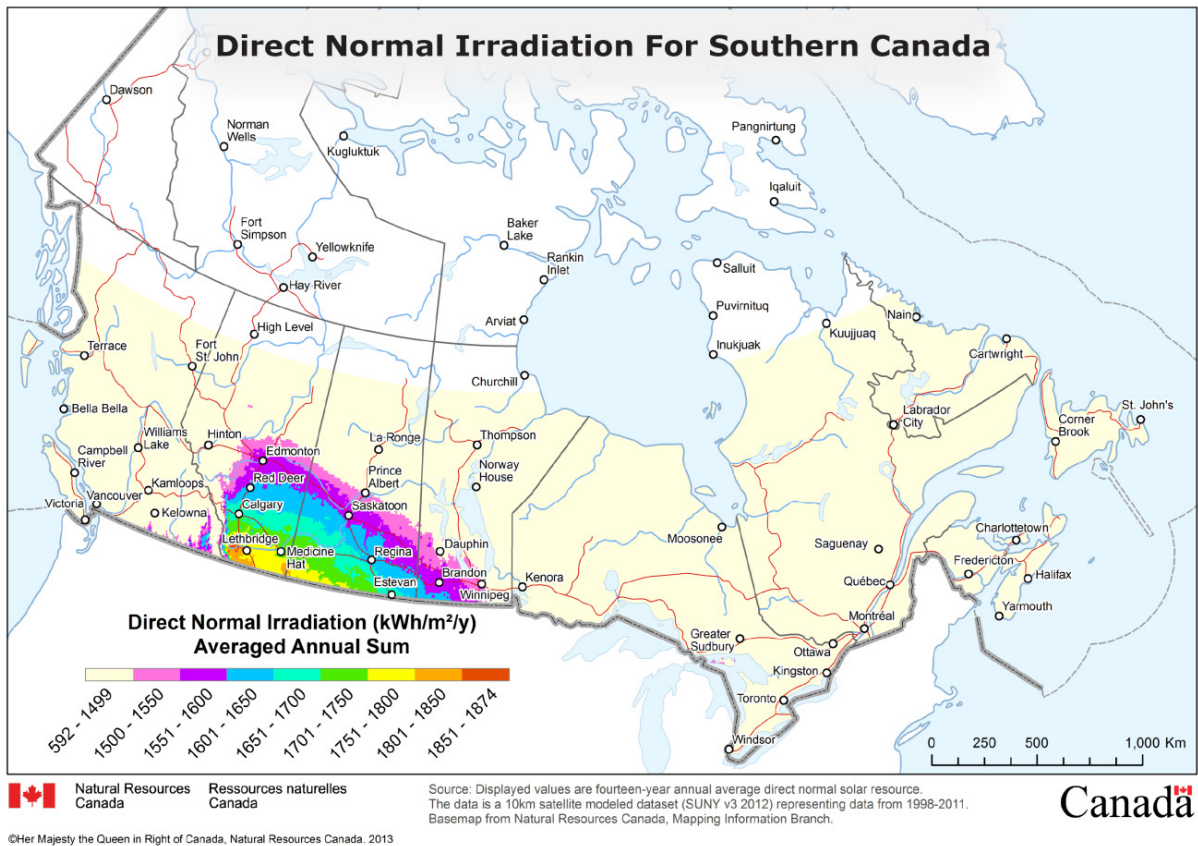 Direct Normal Irradiation For Southern Canada
Dawson
Norman
Wells
Kugluktuk
Pangnirtung
Iqaluit
Fort
Simpson
Yellowknife
Baker
Lake
Rankin
Inlet
Salluit
Hay River
Puvirnituq
Arviat
Nain
High Level
Kuujjuaq
Inukjuak
Terrace
Fort
St. John
Cartwright
Churchill
Bella Bella
Labrador
City
St. John's
Corner
Brook
Williams
Lake
Hinton
La Ronge
Thompson
Campbell
River
Edmonton
Norway
House
Prince
Albert
Red Deer
Kamloops
Vancouver
Victoria
Kelowna
Calgary
Saskatoon
Charlottetown
Moosonee
Saguenay
Lethbridge
Medicine
Hat
Regina
Dauphin
Fredericton
Halifax
Estevan
Brandon
Winnipeg
Kenora
Québec
Yarmouth
Montréal
Greater
Sudbury
Ottawa
Kingston
Toronto
Windsor
Direct Normal Irradiation (kWh/m²/y)
Averaged Annual Sum
592 - 1499
1500 - 1550
1551 - 1600
1601 - 1650
1651 - 1700
1701 - 1750
1751 - 1800
1801 - 1850
1851 - 1874
0 250 500 1,000 Km
Natural Resources
Canada
Ressources naturelles
Canada
Source: Displayed values are fourteen-year annual average direct normal solar resource.
The data is a 10km satellite modeled dataset (SUNY v3 2012) representing data from 1998-2011.
Basemap from Natural Resources Canada, Mapping Information Branch.
Canada
©Her Majesty the Queen in Right of Canada, Natural Resources Canada. 2013